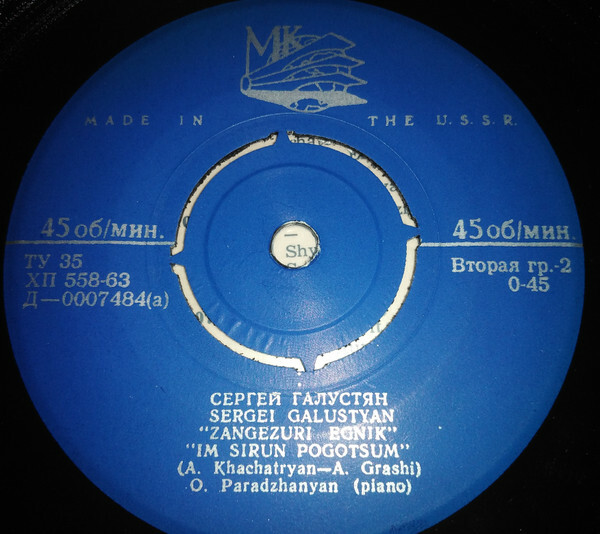 МК
MADE IN THE U.S.S.R.
45 об/мин. 45 об/мин.
ТУ 35
ХП 558-63
Д—0007484(а)
Вторая гр.-2
0-45
Shy
СЕРГЕЙ ГАЛУСТЯН
SERGEI GALUSTYAN
"ZANGEZURI EGNIK"
"IM SIRUN POGOTSUM"
(A. Khachatryan—A. Grashi)
O. Paradzhanyan (piano)